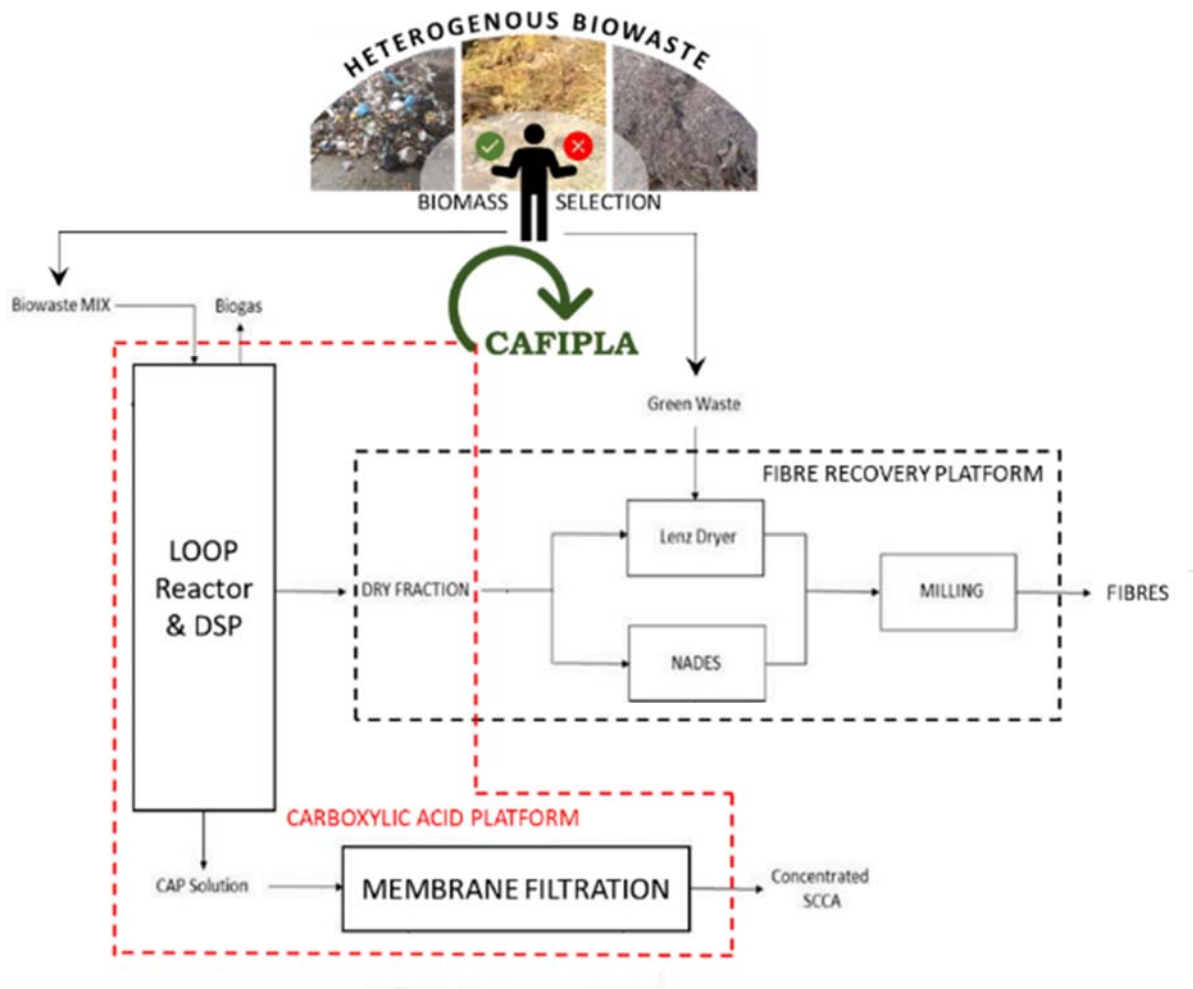 HETEROGENOUS BIOWASTE
BIOMASS SELECTION
CAFIPLA
Biowaste MIX
Biogas
Green Waste
FIBRE RECOVERY PLATFORM
LOOP
Reactor
& DSP
DRY FRACTION
Lenz Dryer
NADES
MILLING
FIBRES
CARBOXYLIC ACID PLATFORM
CAP Solution
MEMBRANE FILTRATION
Concentrated
SCCA